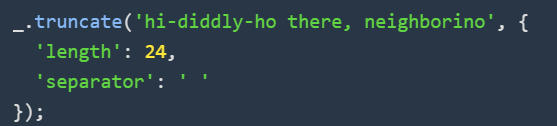 _.truncate('hi-diddly-ho there, neighborino', {
  'length': 24,
  'separator': ' '
});